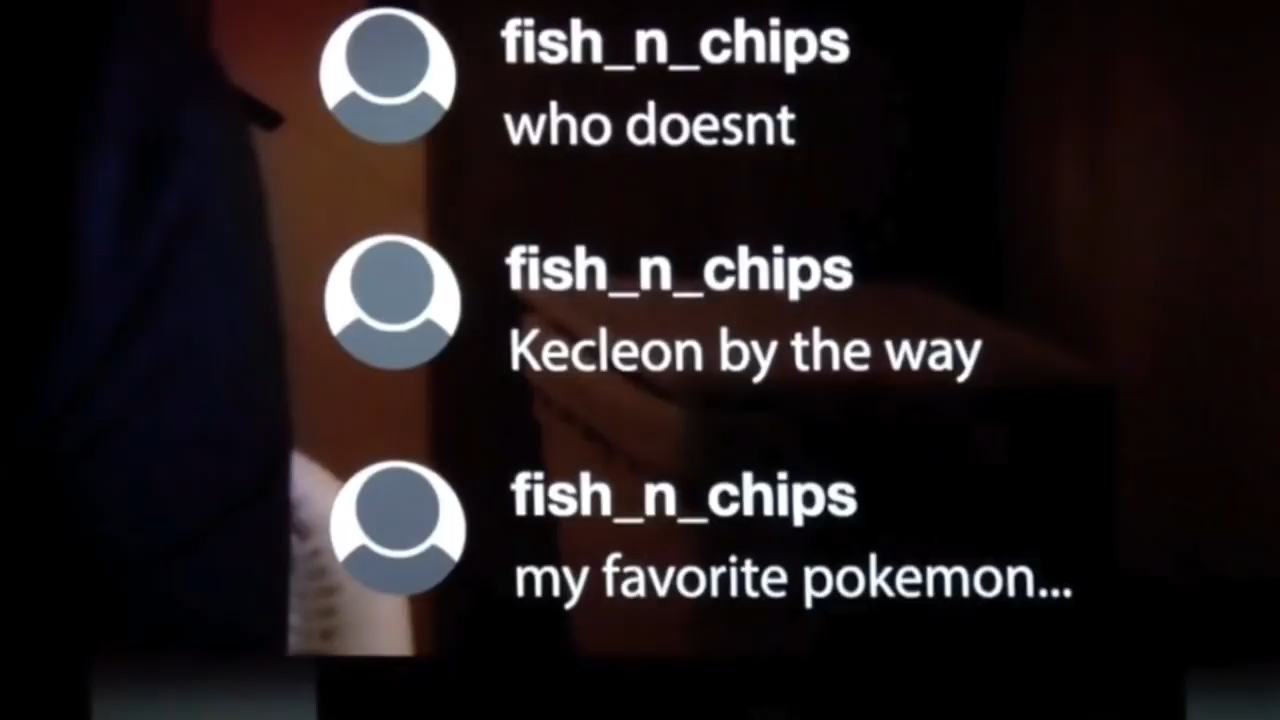 fish_n_chips
who doesnt
fish_n_chips
Kecleon by the way
fish_n_chips
my favorite pokemon...